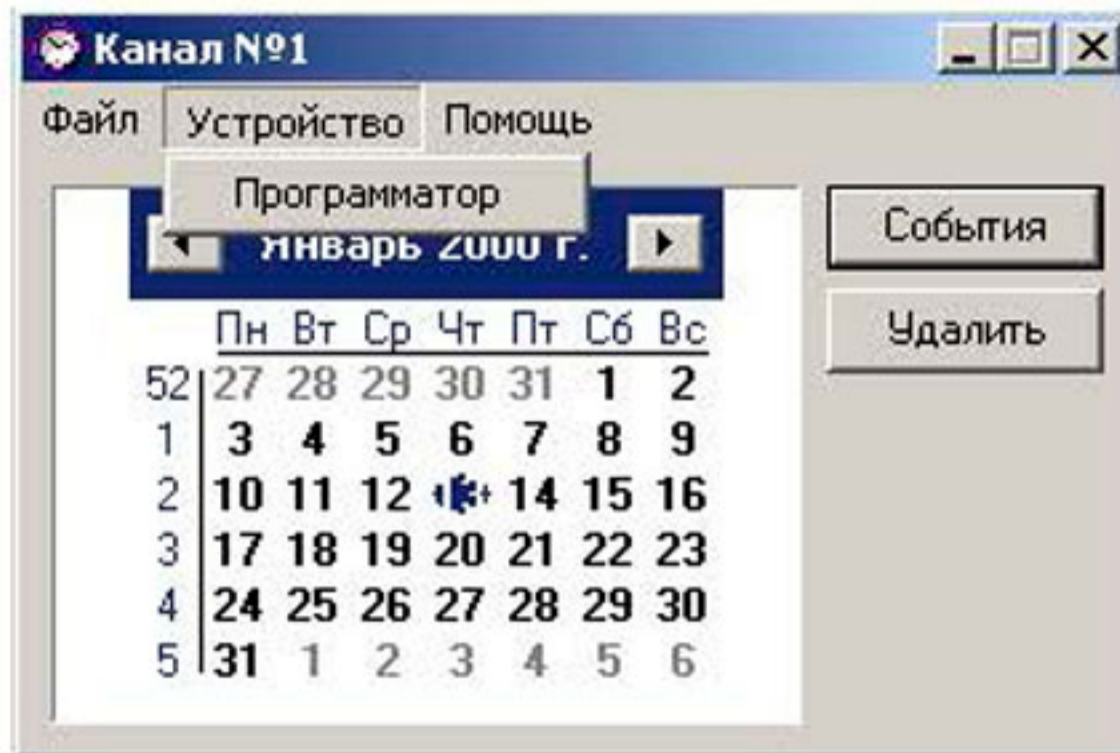 Канал №1
Файл Устройство Помощь
Программатор
Январь 2000 г.
События
Удалить
Пн Вт Ср Чт Пт Сб Вс
52 27 28 29 30 31 1 2
1 3 4 5 6 7 8 9
2 10 11 12 14 15 16
3 17 18 19 20 21 22 23
4 24 25 26 27 28 29 30
5 31 1 2 3 4 5 6